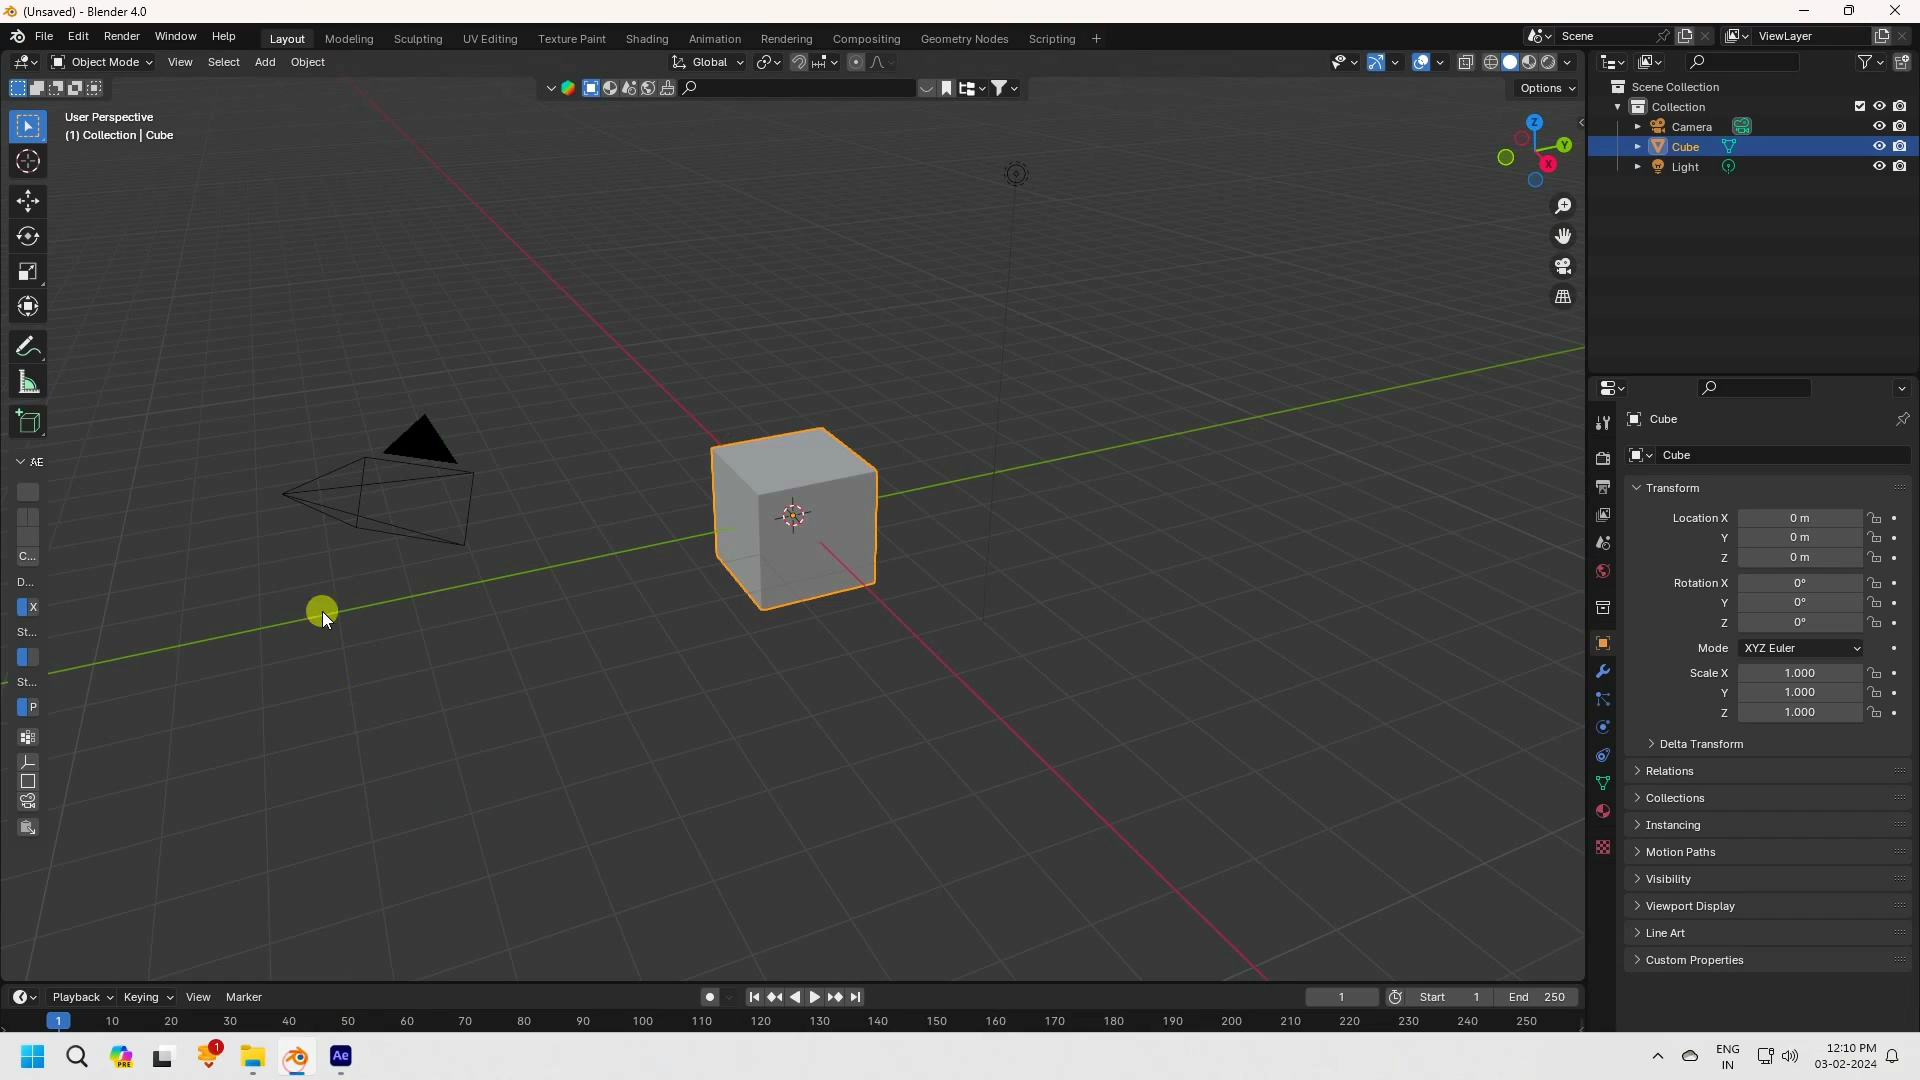 (Unsaved) - Blender 4.0
File Edit Render Window Help Layout Modeling Sculpting UV Editing Texture Paint Shading Animation Rendering Compositing Geometry Nodes Scripting + Scene ViewLayer
Object Mode View Select Add Object Global
Options
User Perspective
(1) Collection | Cube
Z
Y
X
AE
C...
D...
X
St...
St...
P
Scene Collection
Collection
Camera
Cube
Light
Cube
Cube
Transform
Location X 0 m
Y 0 m
Z 0 m
Rotation X 0°
Y 0°
Z 0°
Mode XYZ Euler
Scale X 1.000
Y 1.000
Z 1.000
Delta Transform
Relations
Collections
Instancing
Motion Paths
Visibility
Viewport Display
Line Art
Custom Properties
Playback Keying View Marker 1 Start 1 End 250
1 10 20 30 40 50 60 70 80 90 100 110 120 130 140 150 160 170 180 190 200 210 220 230 240 250
PRE 1 Ae
ENG
IN
12:10 PM
03-02-2024